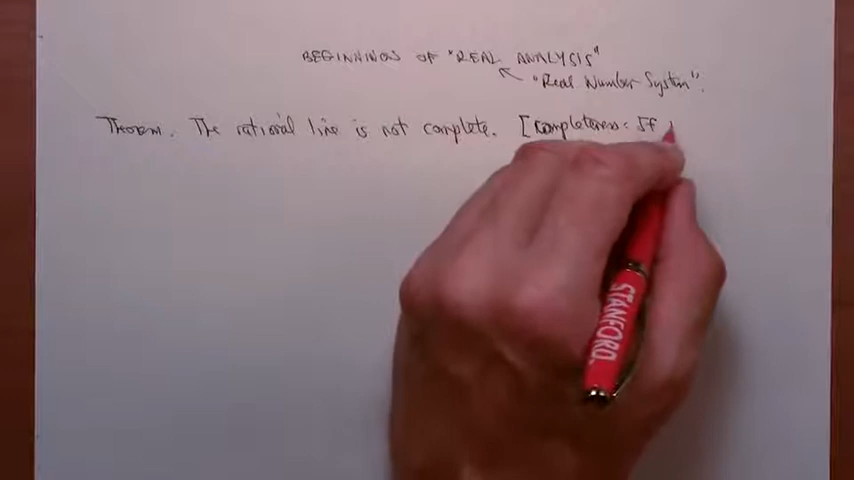 BEGINNINGS OF "REAL ANALYSIS"
"Real Number System".
Theorem. The rational line is not complete. [Completeness: If
STANFORD